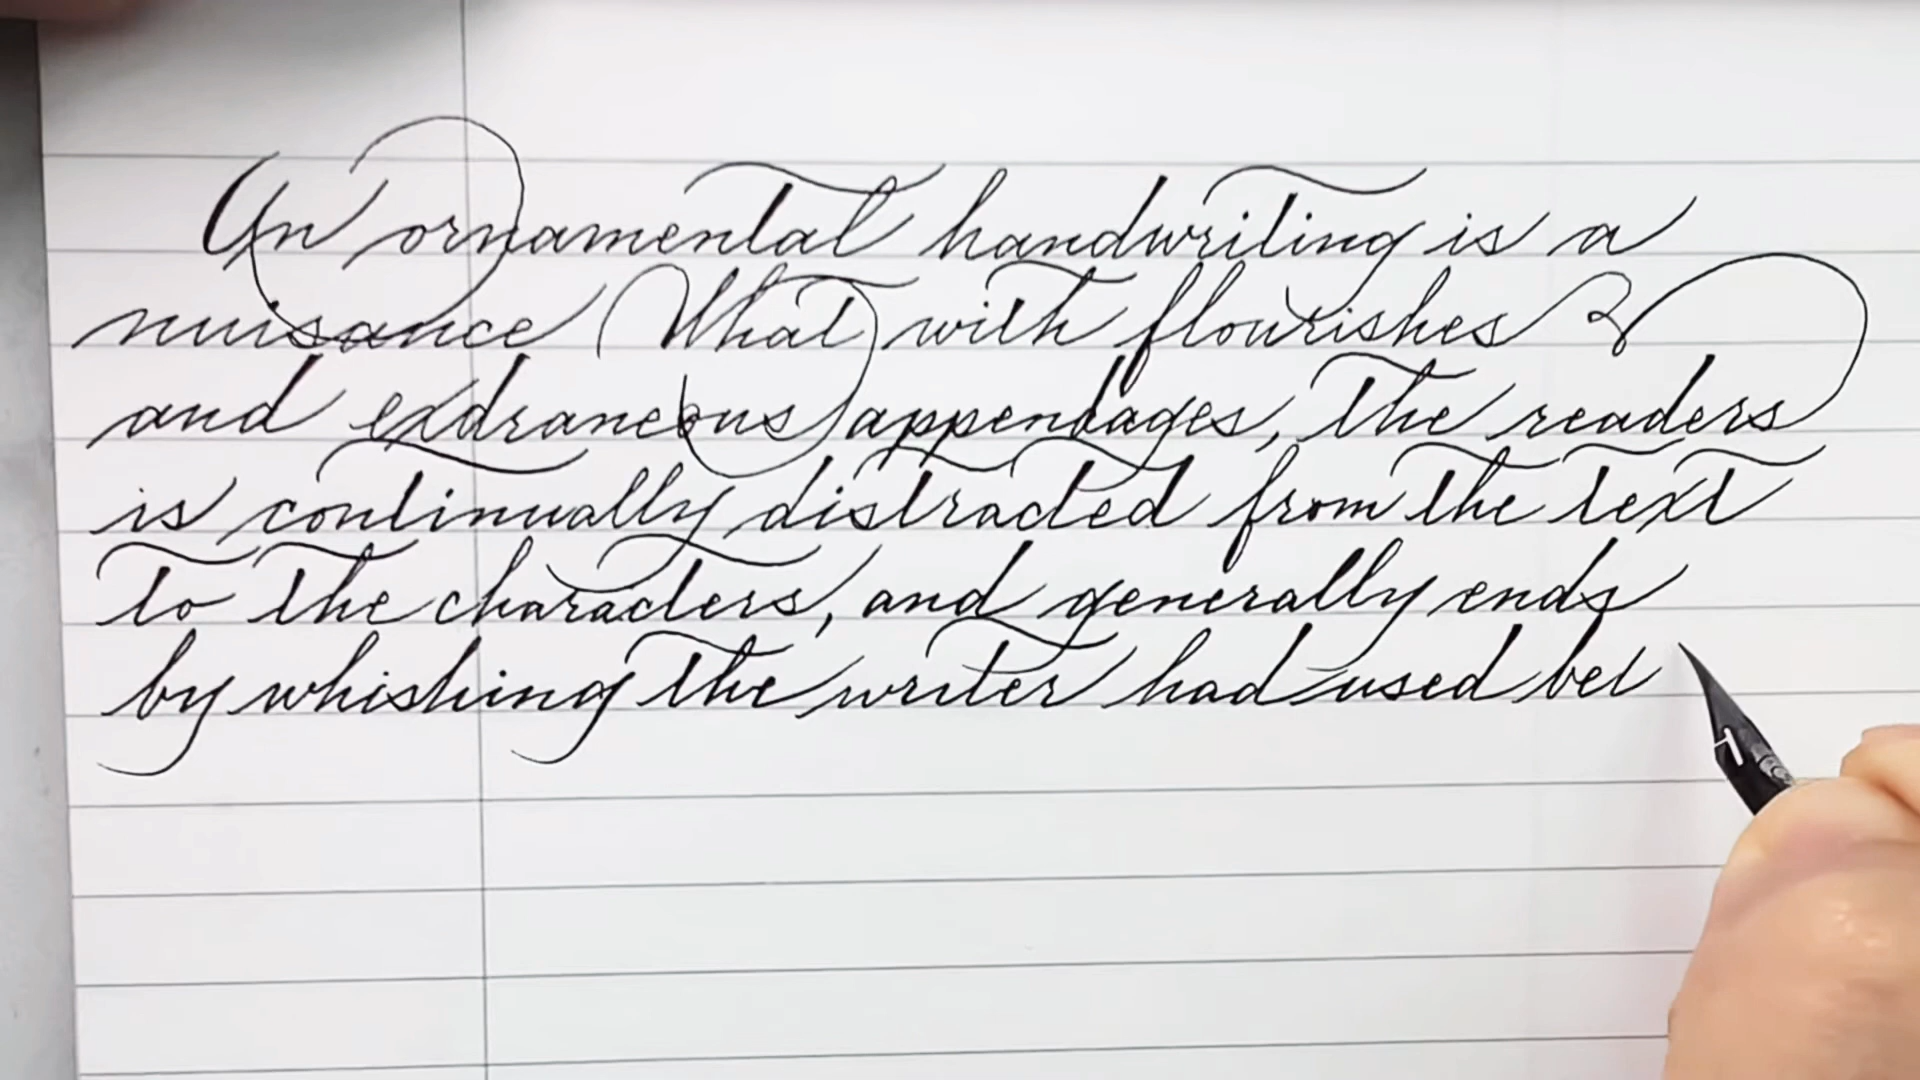 An ornamental handwriting is a
nuisance What with flourishes
and exdraneous appendages, the readers
is continually distracted from the text
to the characters, and generally ends
by whishing the writer had used bet